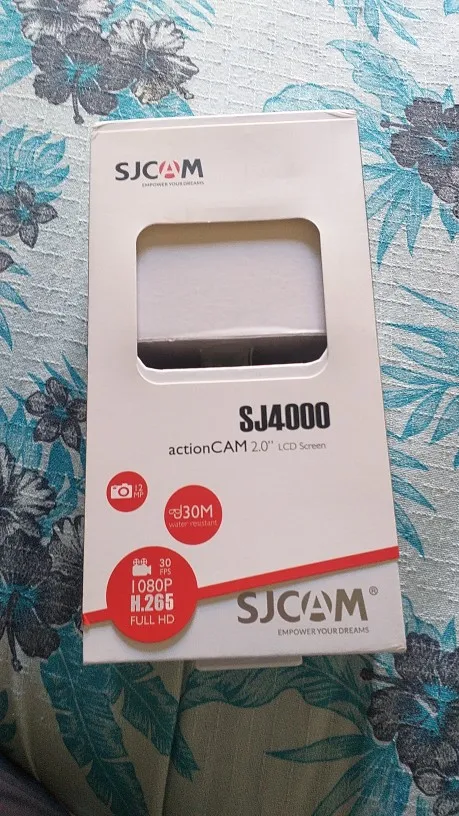 SJCAM
EMPOWER YOUR DREAMS
SJ4000
actionCAM 2.0" LCD Screen
12
MP
30M
water resistant
30
FPS
1080P
H.265
FULL HD
SJCAM®
EMPOWER YOUR DREAMS